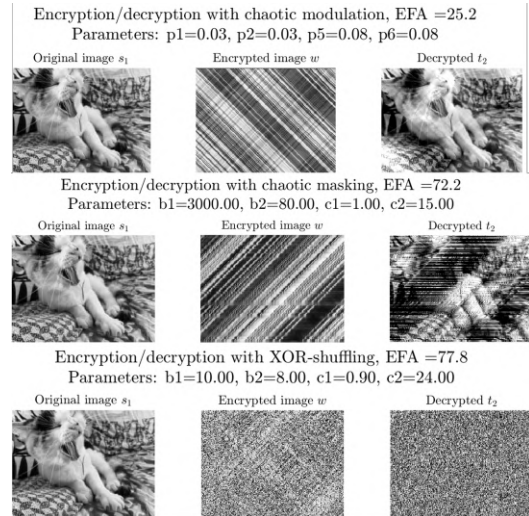 Encryption/decryption with chaotic modulation, EFA =25.2
Parameters: p1=0.03, p2=0.03, p5=0.08, p6=0.08
Original image s₁ Encrypted image w Decrypted t₂
Encryption/decryption with chaotic masking, EFA =72.2
Parameters: b1=3000.00, b2=80.00, c1=1.00, c2=15.00
Original image s₁ Encrypted image w Decrypted t₂
Encryption/decryption with XOR-shuffling, EFA =77.8
Parameters: b1=10.00, b2=8.00, c1=0.90, c2=24.00
Original image s₁ Encrypted image w Decrypted t₂